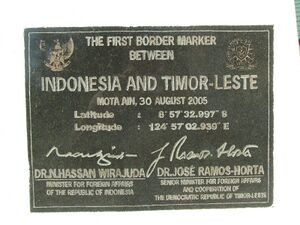 THE FIRST BORDER MARKER
BETWEEN
INDONESIA AND TIMOR-LESTE
MOTA AIN, 30 AUGUST 2005
Latitude : 8° 57' 32.997" S
Longitude : 124° 57' 02.939" E
DR.N.HASSAN WIRAJUDA
MINISTER FOR FOREIGN AFFAIRS
OF THE REPUBLIC OF INDONESIA
DR.JOSÉ RAMOS-HORTA
SENIOR MINISTER FOR FOREIGN AFFAIRS
AND COOPERATION OF
THE DEMOCRATIC REPUBLIC OF TIMOR-LESTE